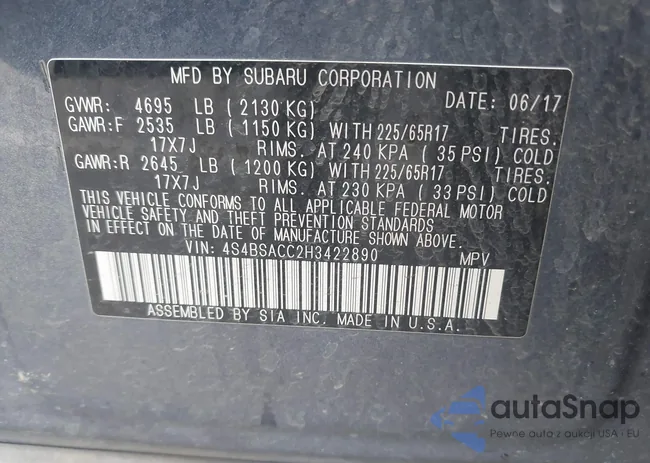 MFD BY SUBARU CORPORATION
GVWR: 4695 LB ( 2130 KG) DATE: 06/17
GAWR:F 2535 LB ( 1150 KG) WITH 225/65R17 TIRES.
17X7J RIMS. AT 240 KPA ( 35 PSI) COLD
GAWR:R 2645 LB ( 1200 KG) WITH 225/65R17 TIRES.
17X7J RIMS. AT 230 KPA ( 33 PSI) COLD
THIS VEHICLE CONFORMS TO ALL APPLICABLE FEDERAL MOTOR
VEHICLE SAFETY AND THEFT PREVENTION STANDARDS
IN EFFECT ON THE DATE OF MANUFACTURE SHOWN ABOVE.
VIN: 4S4BSACC2H3422890 MPV
ASSEMBLED BY SIA INC. MADE IN U.S.A.
autaSnap
Pewne auta z aukcji USA i EU